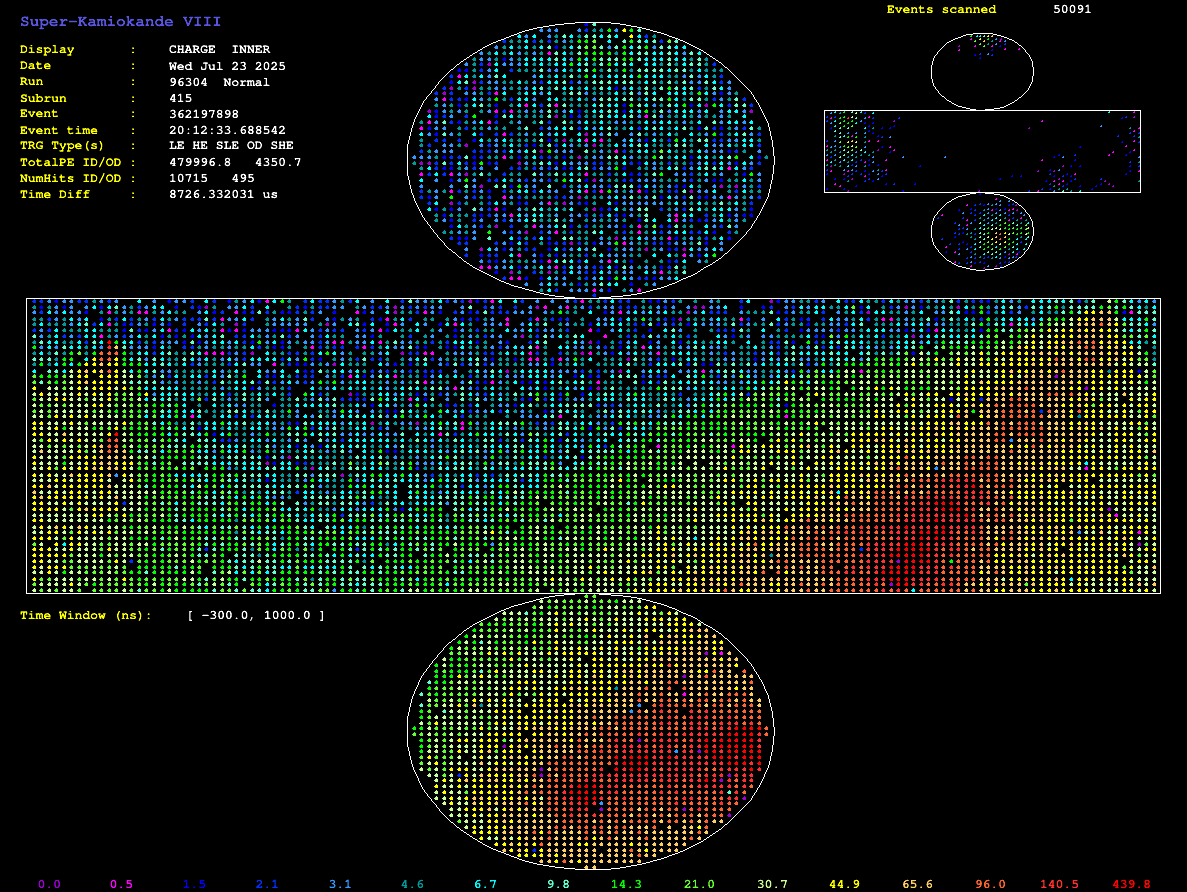 Super-Kamiokande VIII
Events scanned 50091
Display : CHARGE INNER
Date : Wed Jul 23 2025
Run : 96304 Normal
Subrun : 415
Event : 362197898
Event time : 20:12:33.688542
TRG Type(s) : LE HE SLE OD SHE
TotalPE ID/OD : 479996.8 4350.7
NumHits ID/OD : 10715 495
Time Diff : 8726.332031 us
Time Window (ns): [ -300.0, 1000.0 ]
0.0 0.5 1.5 2.1 3.1 4.6 6.7 9.8 14.3 21.0 30.7 44.9 65.6 96.0 140.5 439.8